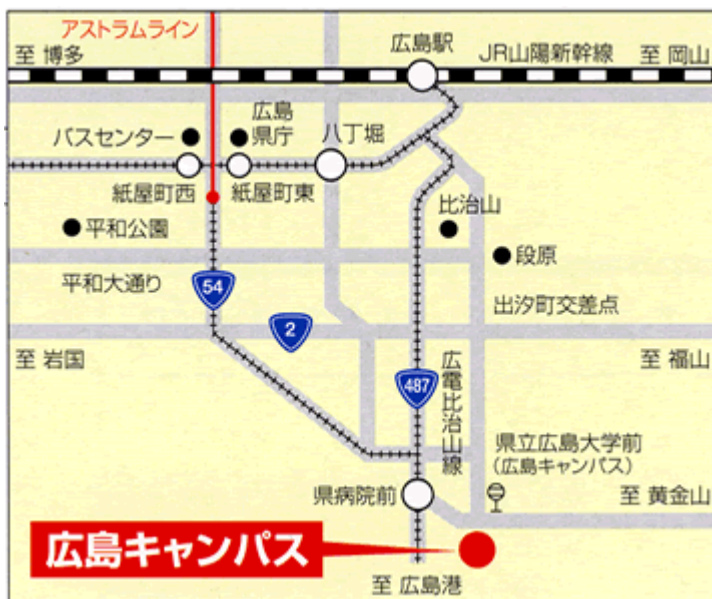 アストラムライン
至 博多
広島駅
JR山陽新幹線
至 岡山
バスセンター
広島
県庁
八丁堀
紙屋町西
紙屋町東
比治山
平和公園
段原
平和大通り
54
出汐町交差点
2
至 岩国
至 福山
487
広電比治山線
県立広島大学前
(広島キャンパス)
県病院前
至 黄金山
広島キャンパス
至 広島港